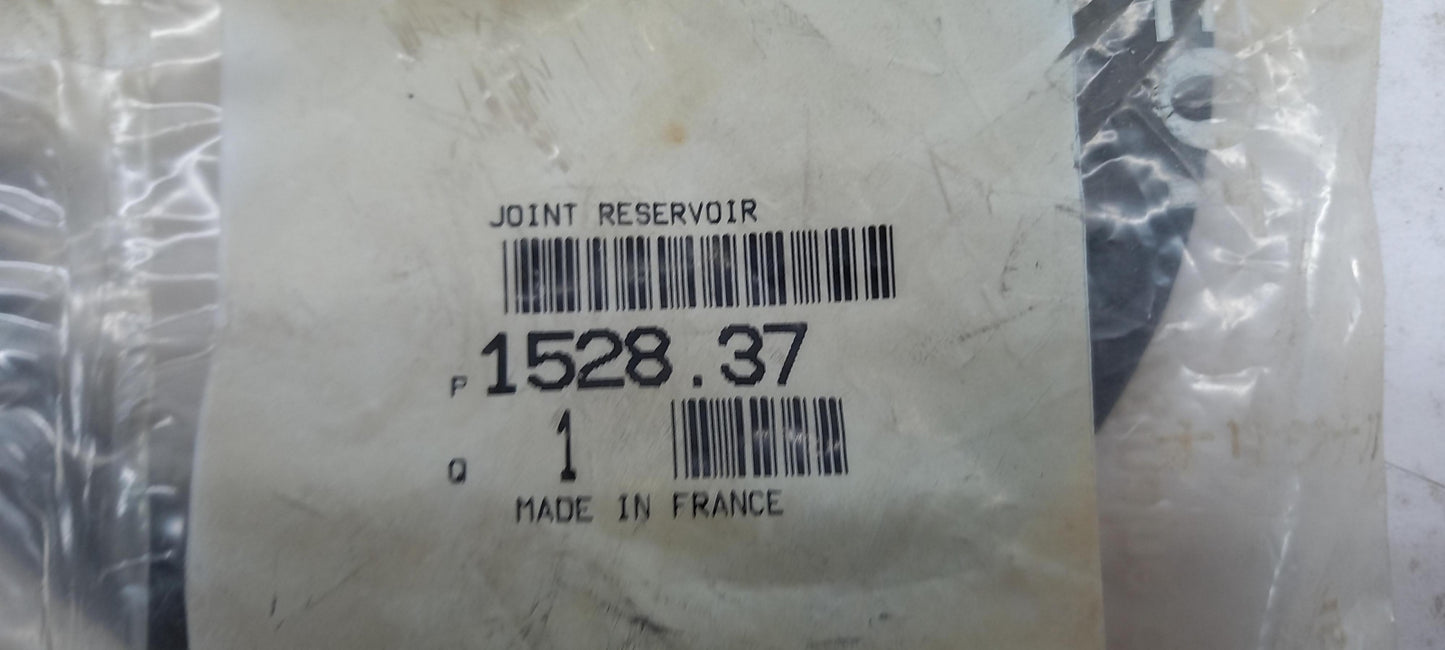 JOINT RESERVOIR
P 1528.37
Q 1
MADE IN FRANCE